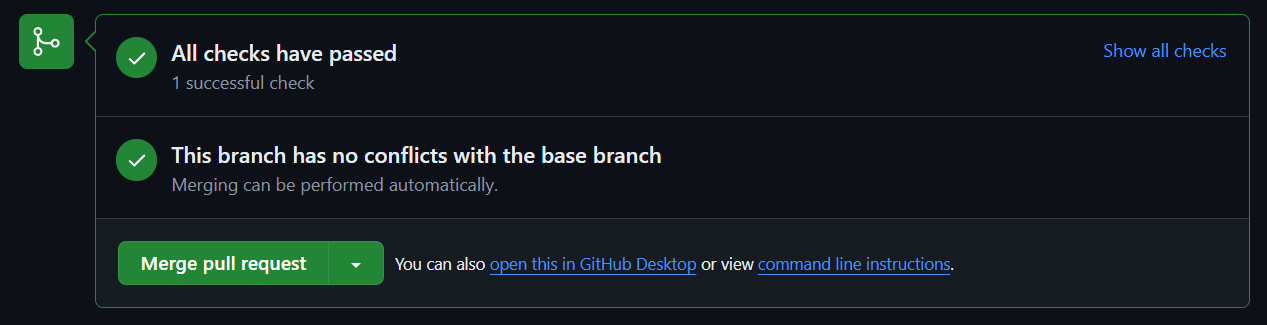 All checks have passed
Show all checks
1 successful check
This branch has no conflicts with the base branch
Merging can be performed automatically.
Merge pull request
You can also open this in GitHub Desktop or view command line instructions.